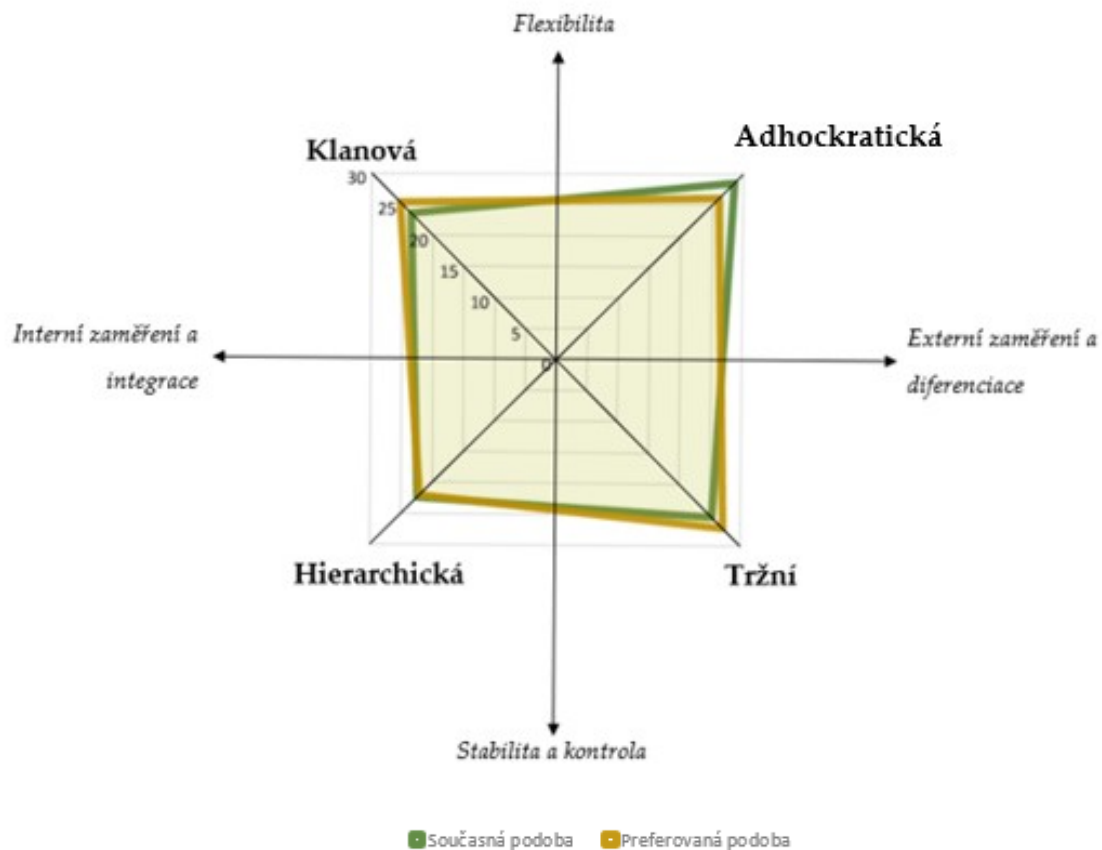 Flexibilita
Adhockratická
Klanová
30
25
20
15
10
5
0
Interní zaměření a
integrace
Externí zaměření a
diferenciace
Hierarchická
Tržní
Stabilita a kontrola
Současná podoba
Preferovaná podoba